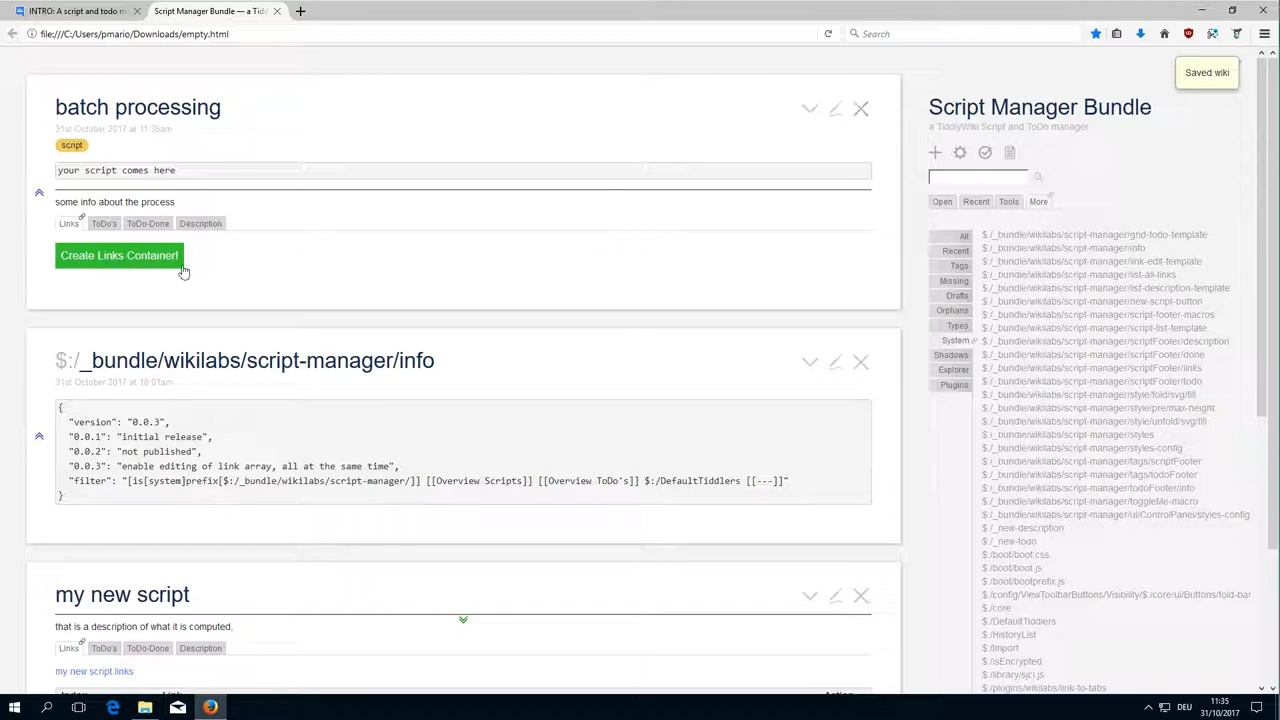 INTRO: A script and todo m
Script Manager Bundle — a Tidd
file:///C:/Users/pmario/Downloads/empty.html
Search
Saved wiki
batch processing
31st October 2017 at 11:35am
script
your script comes here
some info about the process
Links
ToDo's
ToDo-Done
Description
Create Links Container!
$:/_bundle/wikilabs/script-manager/info
31st October 2017 at 10:01am
{
"version": "0.0.3",
"0.0.1": "initial release",
"0.0.2": "not published",
"0.0.3": "enable editing of link array, all at the same time",
"filter": "[is[system]prefix[$:/_bundle/wikilabs/script-manager/]] [[Overview Scripts]] [[Overview ToDo's]] $:/DefaultTiddlers [[---]]"
}
my new script
that is a description of what it is computed.
Links
ToDo's
ToDo-Done
Description
my new script links
Index
Link
Action
Script Manager Bundle
a TiddlyWiki Script and ToDo manager
Open
Recent
Tools
More
All
Recent
Tags
Missing
Drafts
Orphans
Types
System
Shadows
Explorer
Plugins
$:/_bundle/wikilabs/script-manager/grid-todo-template
$:/_bundle/wikilabs/script-manager/info
$:/_bundle/wikilabs/script-manager/link-edit-template
$:/_bundle/wikilabs/script-manager/list-all-links
$:/_bundle/wikilabs/script-manager/list-description-template
$:/_bundle/wikilabs/script-manager/new-script-button
$:/_bundle/wikilabs/script-manager/script-footer-macros
$:/_bundle/wikilabs/script-manager/script-list-template
$:/_bundle/wikilabs/script-manager/scriptFooter/description
$:/_bundle/wikilabs/script-manager/scriptFooter/done
$:/_bundle/wikilabs/script-manager/scriptFooter/links
$:/_bundle/wikilabs/script-manager/scriptFooter/todo
$:/_bundle/wikilabs/script-manager/style/fold/svg/fill
$:/_bundle/wikilabs/script-manager/style/pre/max-height
$:/_bundle/wikilabs/script-manager/style/unfold/svg/fill
$:/_bundle/wikilabs/script-manager/styles
$:/_bundle/wikilabs/script-manager/styles-config
$:/_bundle/wikilabs/script-manager/tags/scriptFooter
$:/_bundle/wikilabs/script-manager/tags/todoFooter
$:/_bundle/wikilabs/script-manager/todoFooter/info
$:/_bundle/wikilabs/script-manager/toggleMe-macro
$:/_bundle/wikilabs/script-manager/ui/ControlPanel/styles-config
$:/_new-description
$:/_new-todo
$:/boot/boot.css
$:/boot/boot.js
$:/boot/bootprefix.js
$:/config/ViewToolbarButtons/Visibility/$:/core/ui/Buttons/fold-bar
$:/core
$:/DefaultTiddlers
$:/HistoryList
$:/Import
$:/isEncrypted
$:/library/sjcl.js
$:/plugins/wikilabs/link-to-tabs
DEU
11:35
31/10/2017